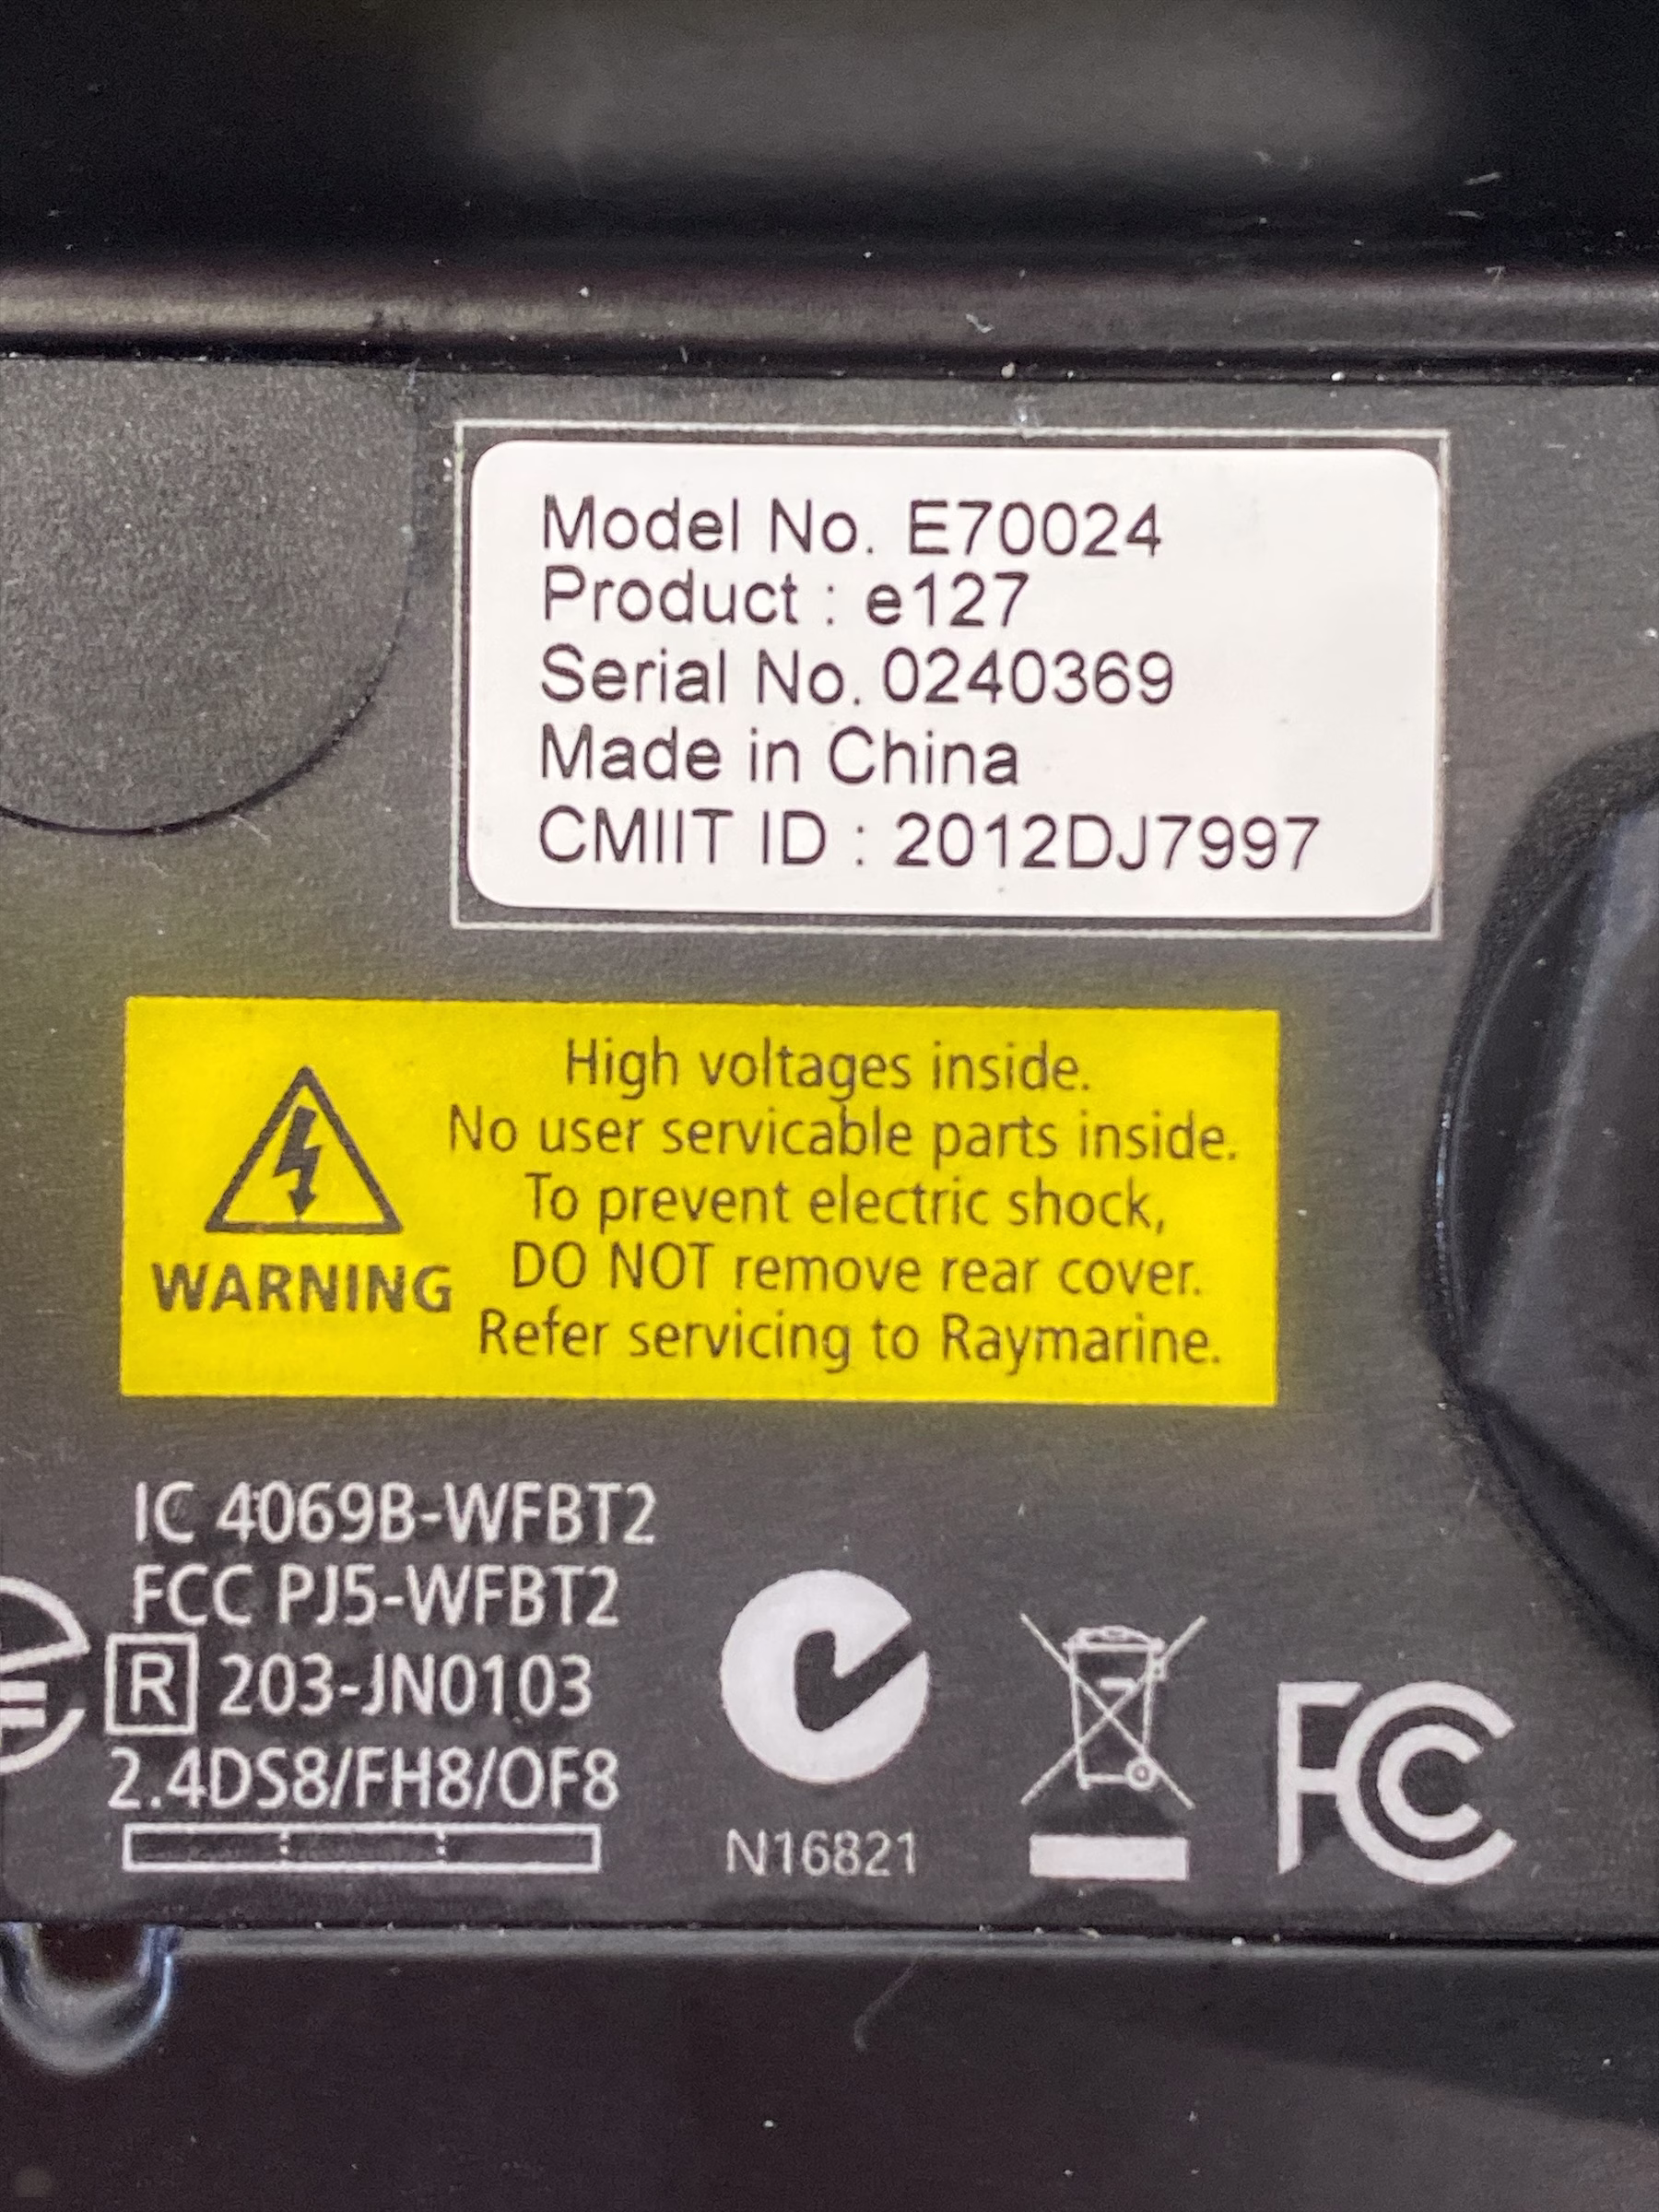 Model No. E70024
Product : e127
Serial No. 0240369
Made in China
CMIIT ID : 2012DJ7997
High voltages inside.
No user servicable parts inside.
To prevent electric shock,
DO NOT remove rear cover.
Refer servicing to Raymarine.
WARNING
IC 4069B-WFBT2
FCC PJ5-WFBT2
R 203-JN0103
2.4DS8/FH8/OF8
N16821
FC